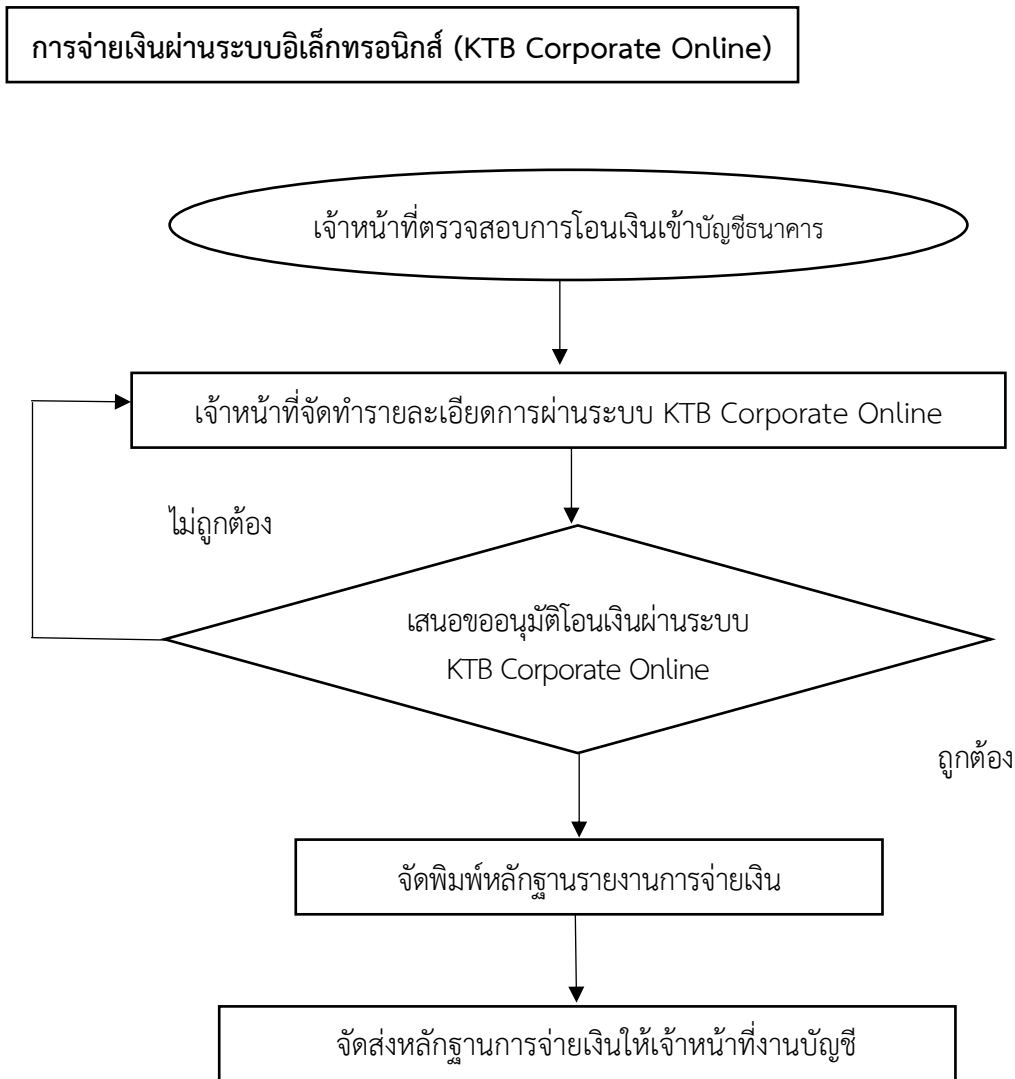 การจ่ายเงินผ่านระบบอิเล็กทรอนิกส์ (KTB Corporate Online)
เจ้าหน้าที่ตรวจสอบการโอนเงินเข้าบัญชีธนาคาร
เจ้าหน้าที่จัดทำรายละเอียดการผ่านระบบ KTB Corporate Online
ไม่ถูกต้อง
เสนอขออนุมัติโอนเงินผ่านระบบ
KTB Corporate Online
ถูกต้อง
จัดพิมพ์หลักฐานรายงานการจ่ายเงิน
จัดส่งหลักฐานการจ่ายเงินให้เจ้าหน้าที่งานบัญชี